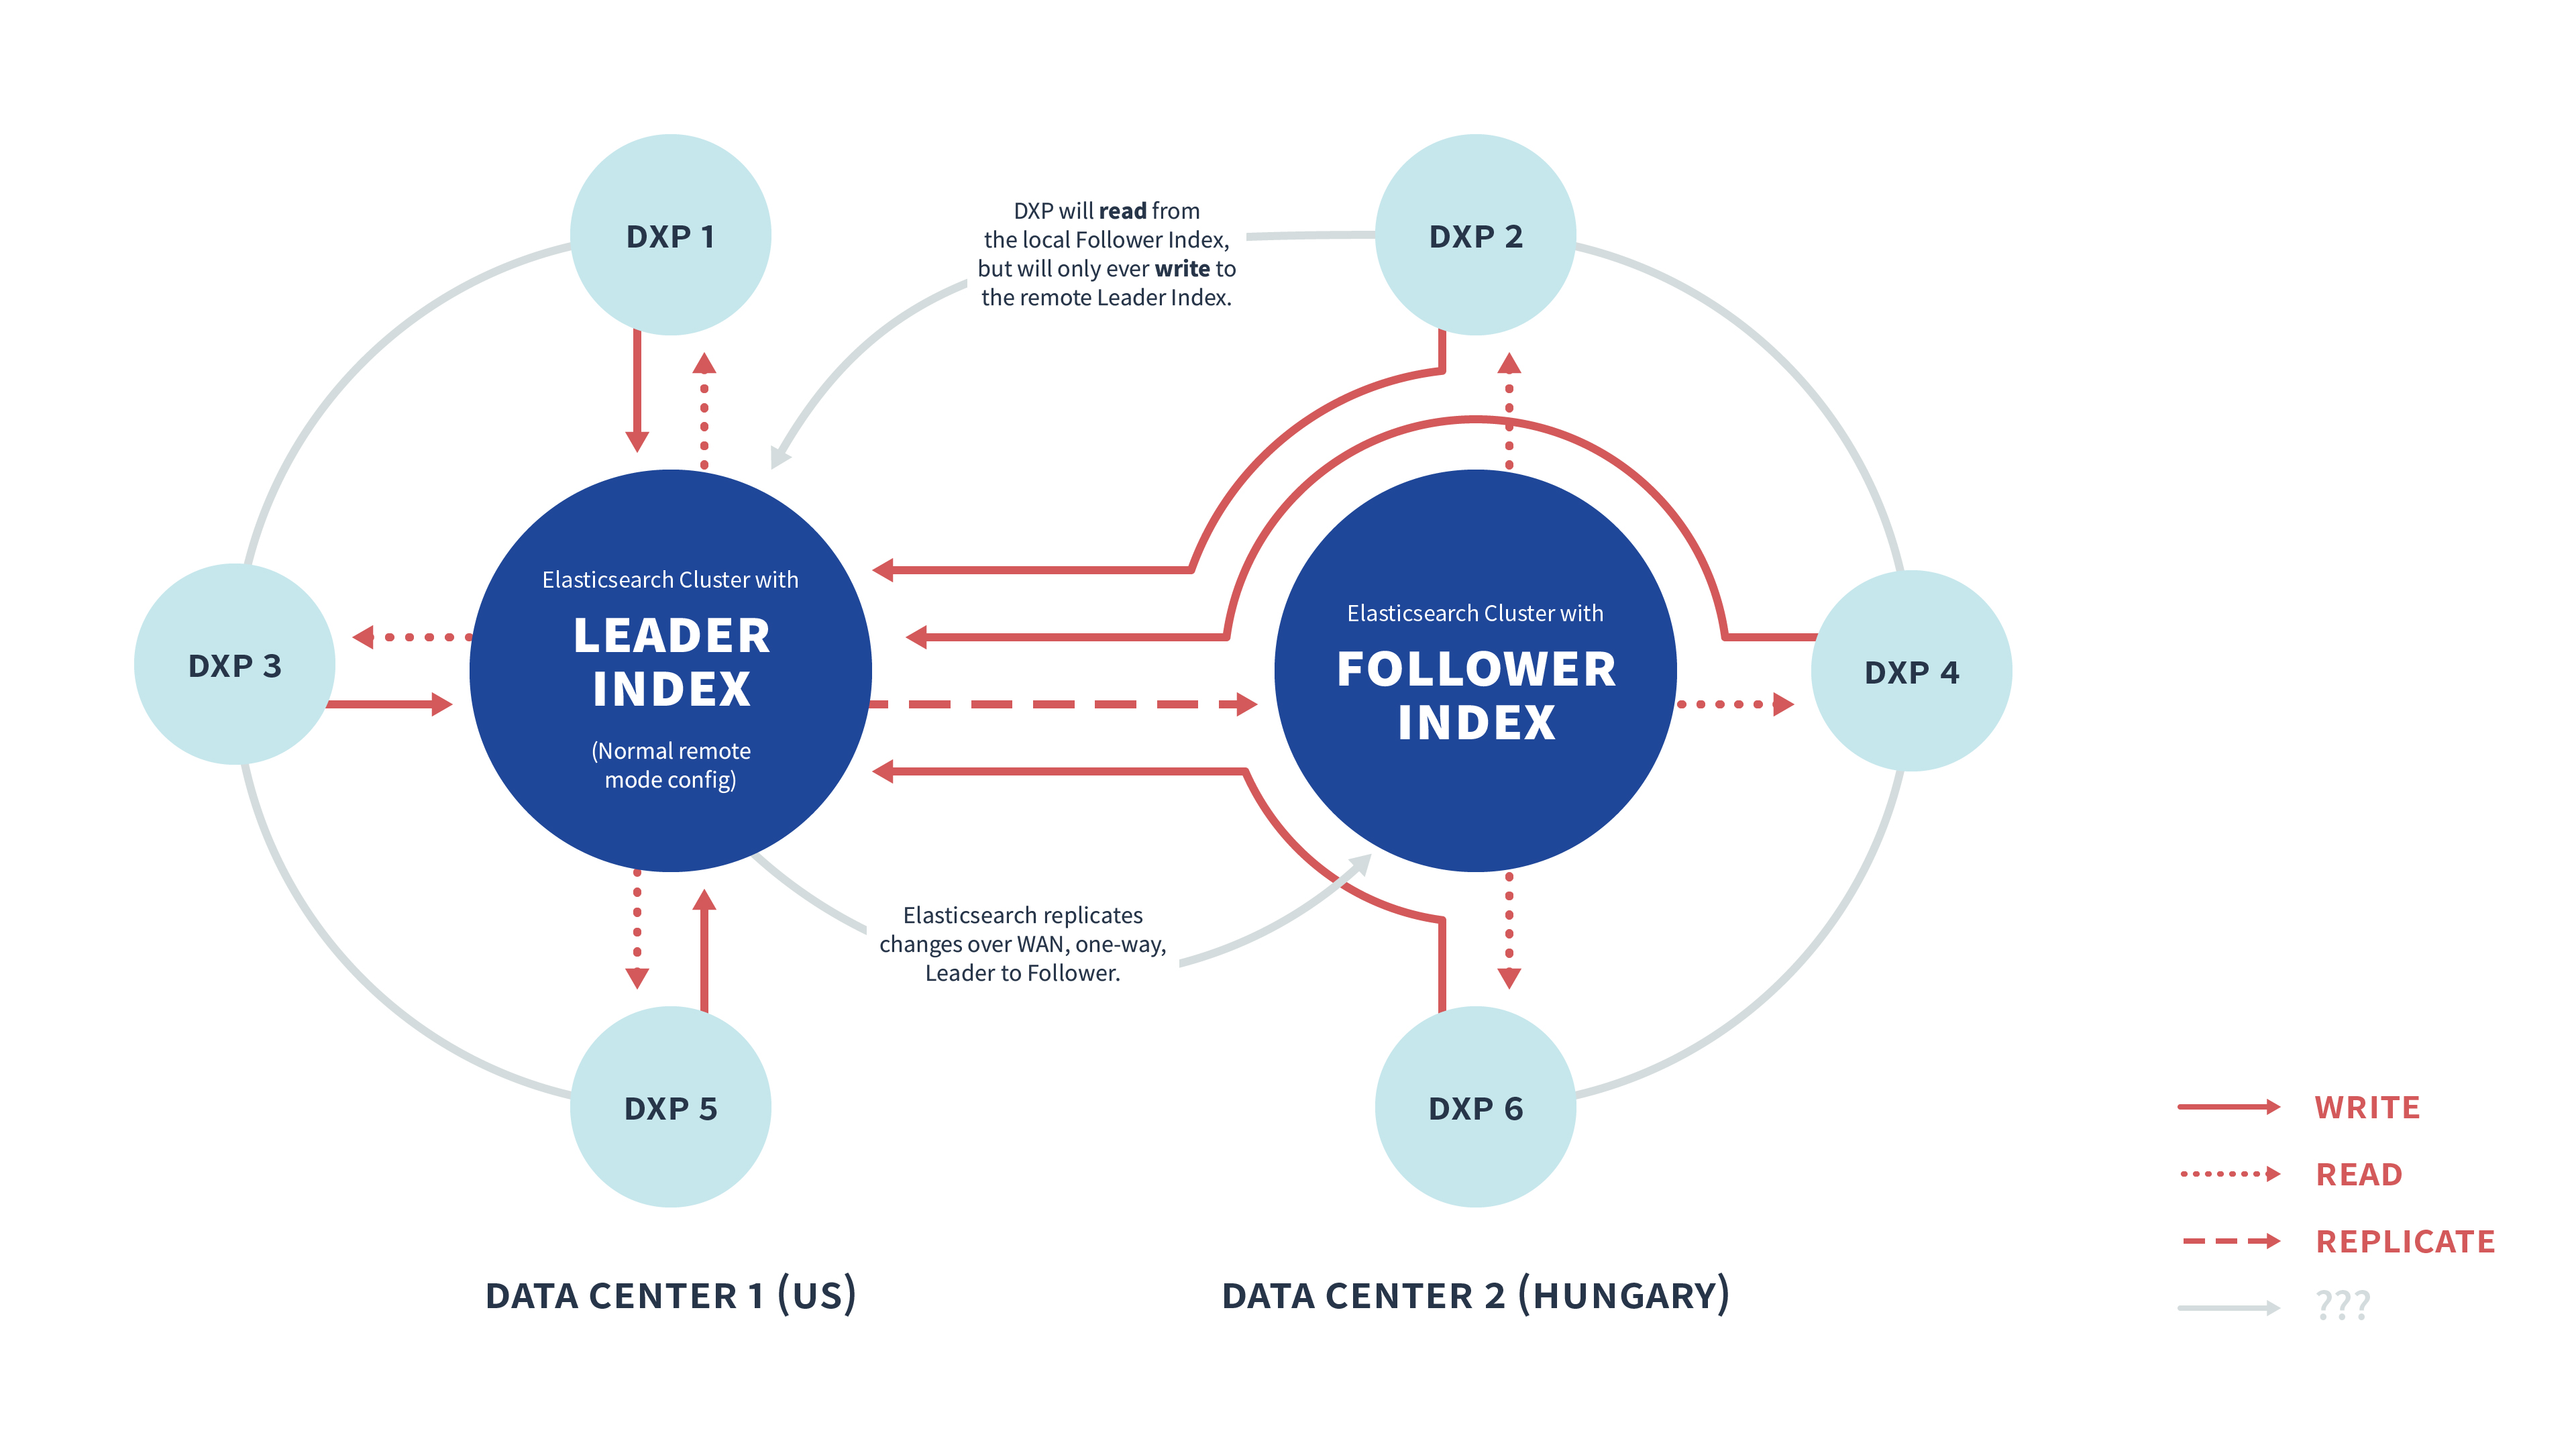 DXP 1
DXP will read from
the local Follower Index,
but will only ever write to
the remote Leader Index.
DXP 2
DXP 3
Elasticsearch Cluster with
LEADER
INDEX
(Normal remote
mode config)
Elasticsearch Cluster with
FOLLOWER
INDEX
DXP 4
Elasticsearch replicates
changes over WAN, one-way,
Leader to Follower.
DXP 5
DXP 6
DATA CENTER 1 (US)
DATA CENTER 2 (HUNGARY)
WRITE
READ
REPLICATE
???